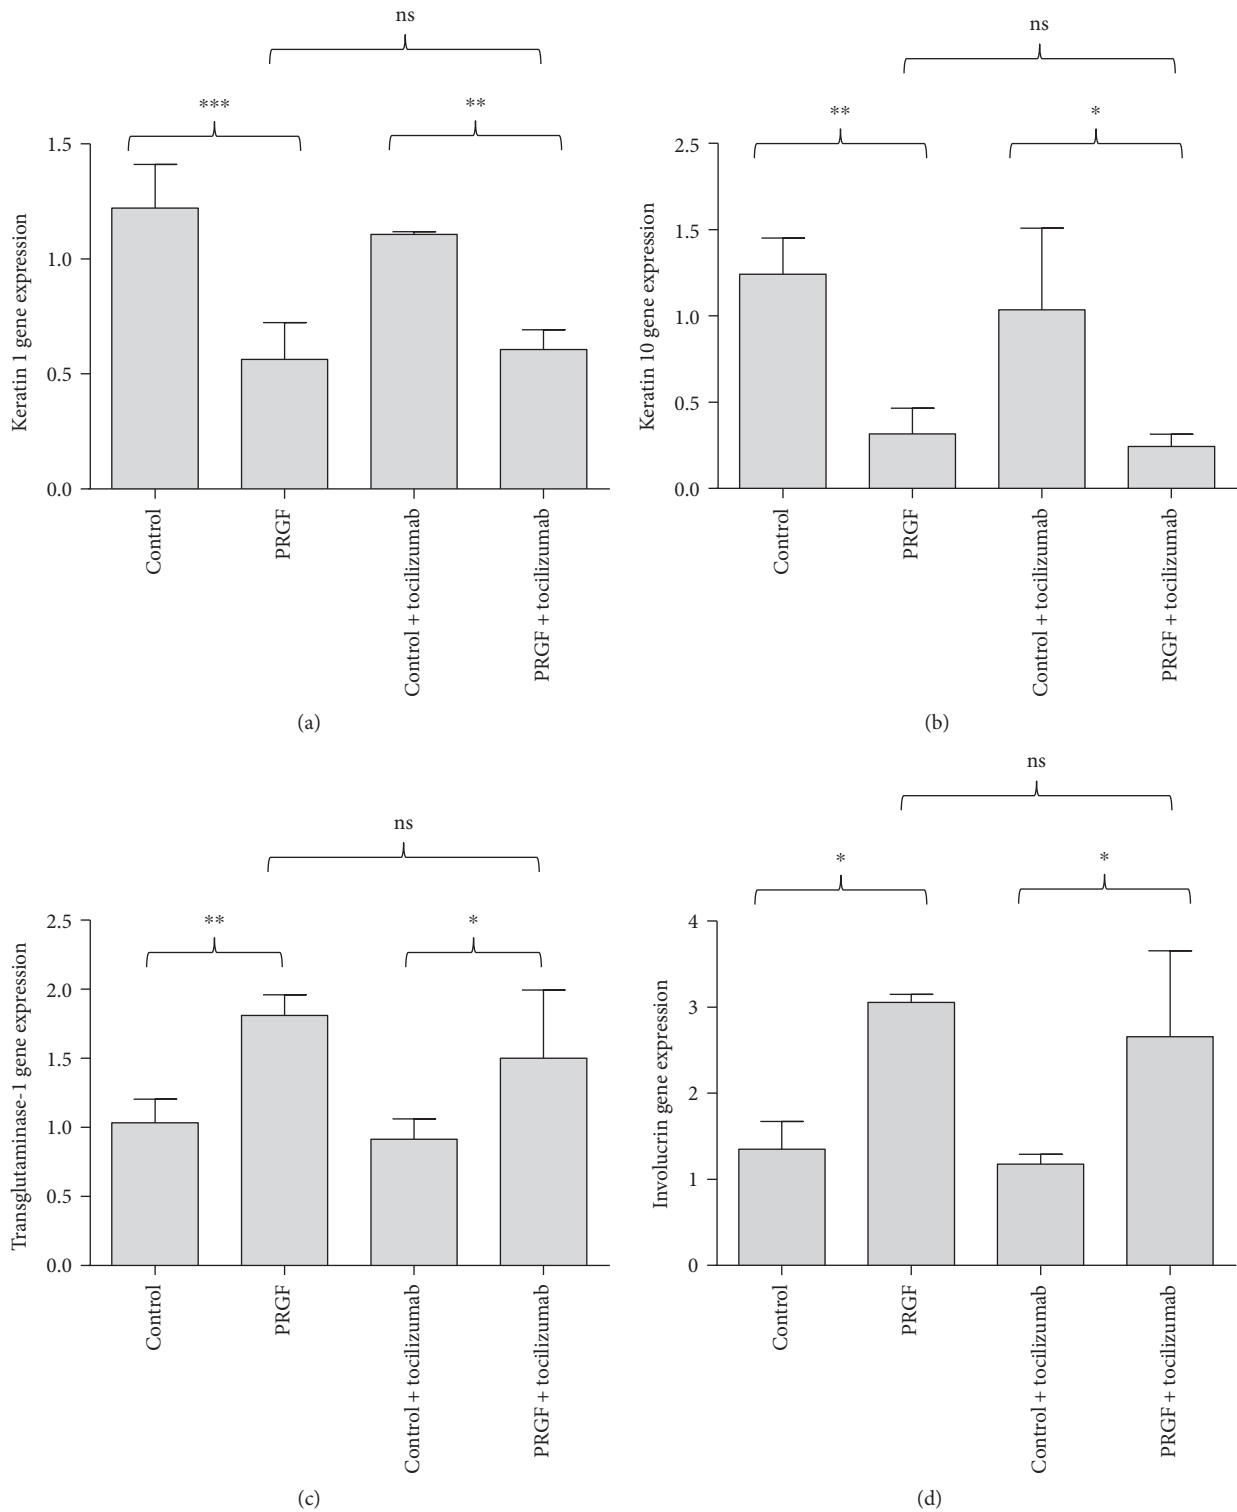 ns
***
**
Keratin 1 gene expression
1.5
1.0
0.5
0.0
Control
PRGF
Control + tocilizumab
PRGF + tocilizumab
(a)
ns
**
*
Keratin 10 gene expression
2.5
1.5
1.0
0.5
0.0
Control
PRGF
Control + tocilizumab
PRGF + tocilizumab
(b)
ns
**
*
Transglutaminase-1 gene expression
2.5
2.0
1.5
1.0
0.5
0.0
Control
PRGF
Control + tocilizumab
PRGF + tocilizumab
(c)
ns
*
*
Involucrin gene expression
4
3
2
1
0
Control
PRGF
Control + tocilizumab
PRGF + tocilizumab
(d)